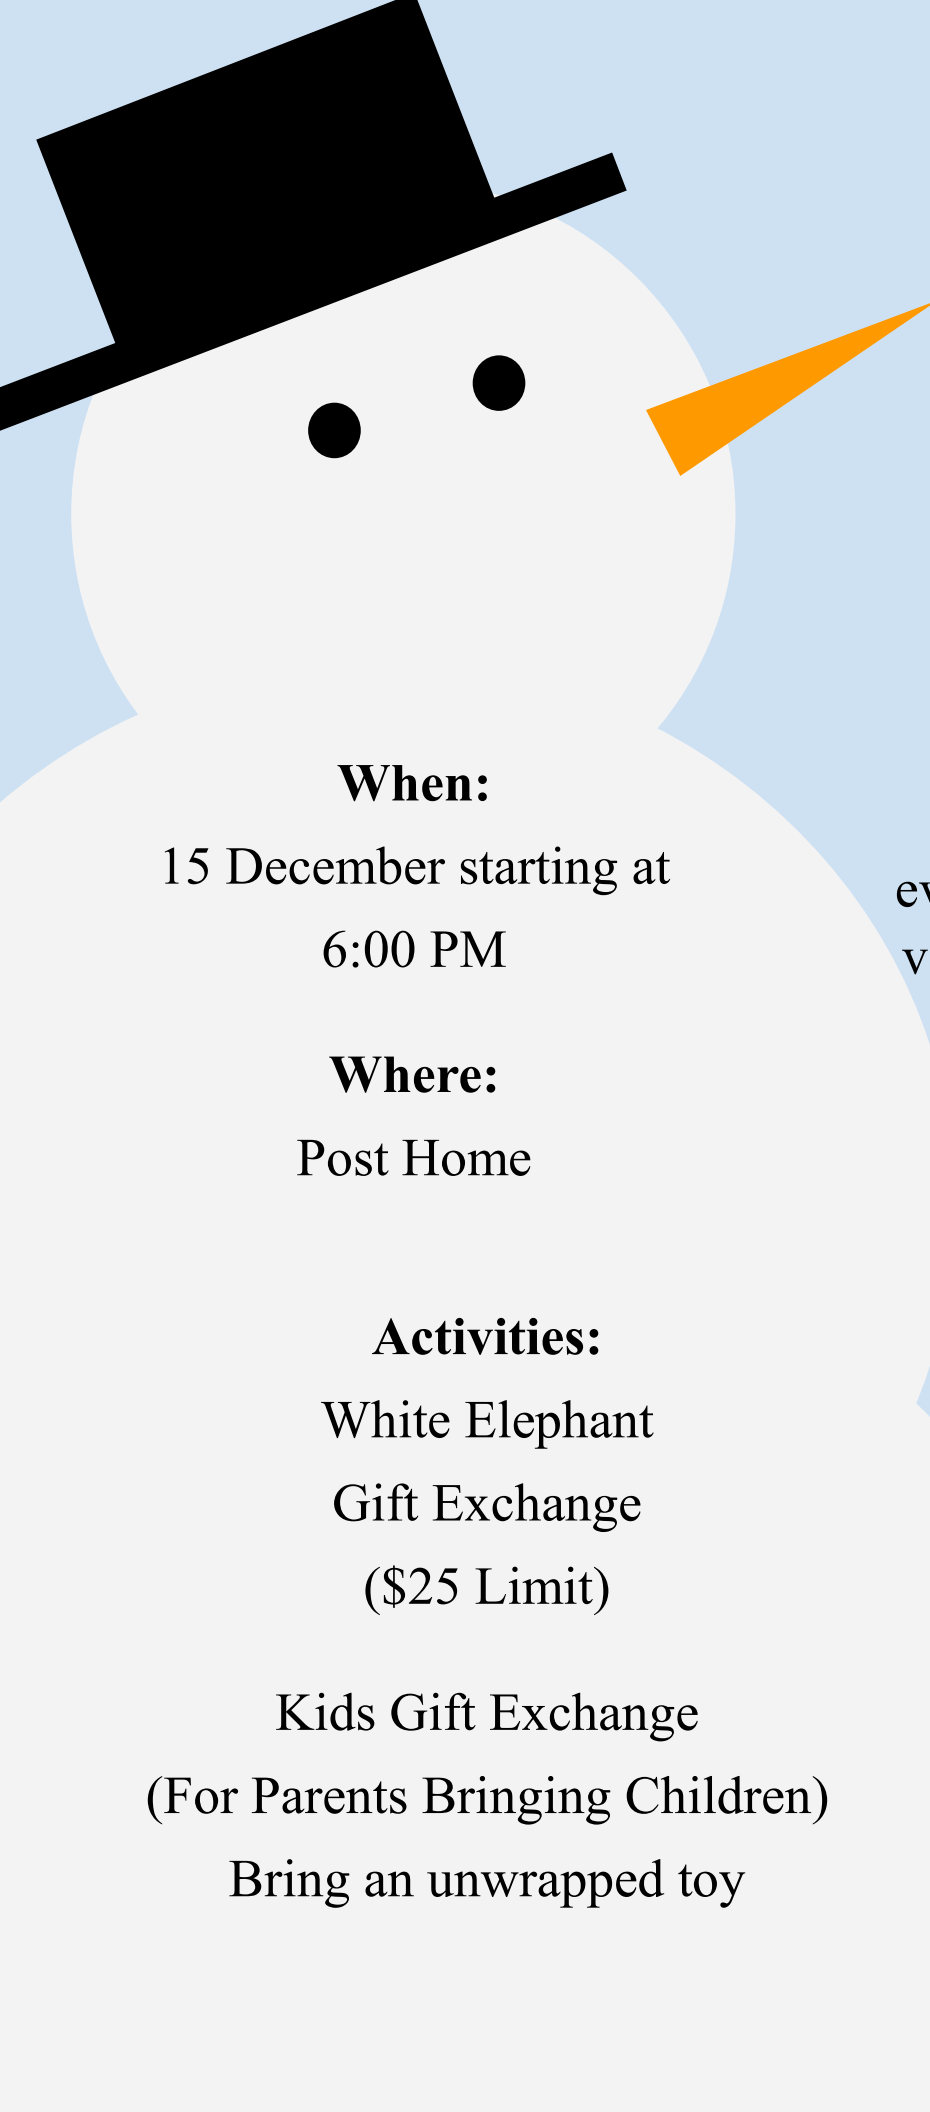 When:
15 December starting at
6:00 PM
Where:
Post Home
Activities:
White Elephant
Gift Exchange
($25 Limit)
Kids Gift Exchange
(For Parents Bringing Children)
Bring an unwrapped toy